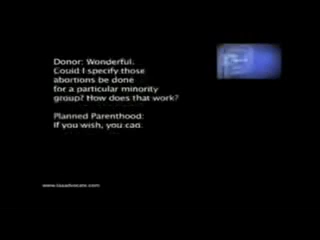 Donor: Wonderful.
Could I specify those
abortions be done
for a particular minority
group? How does that work?
Planned Parenthood:
If you wish, you can.